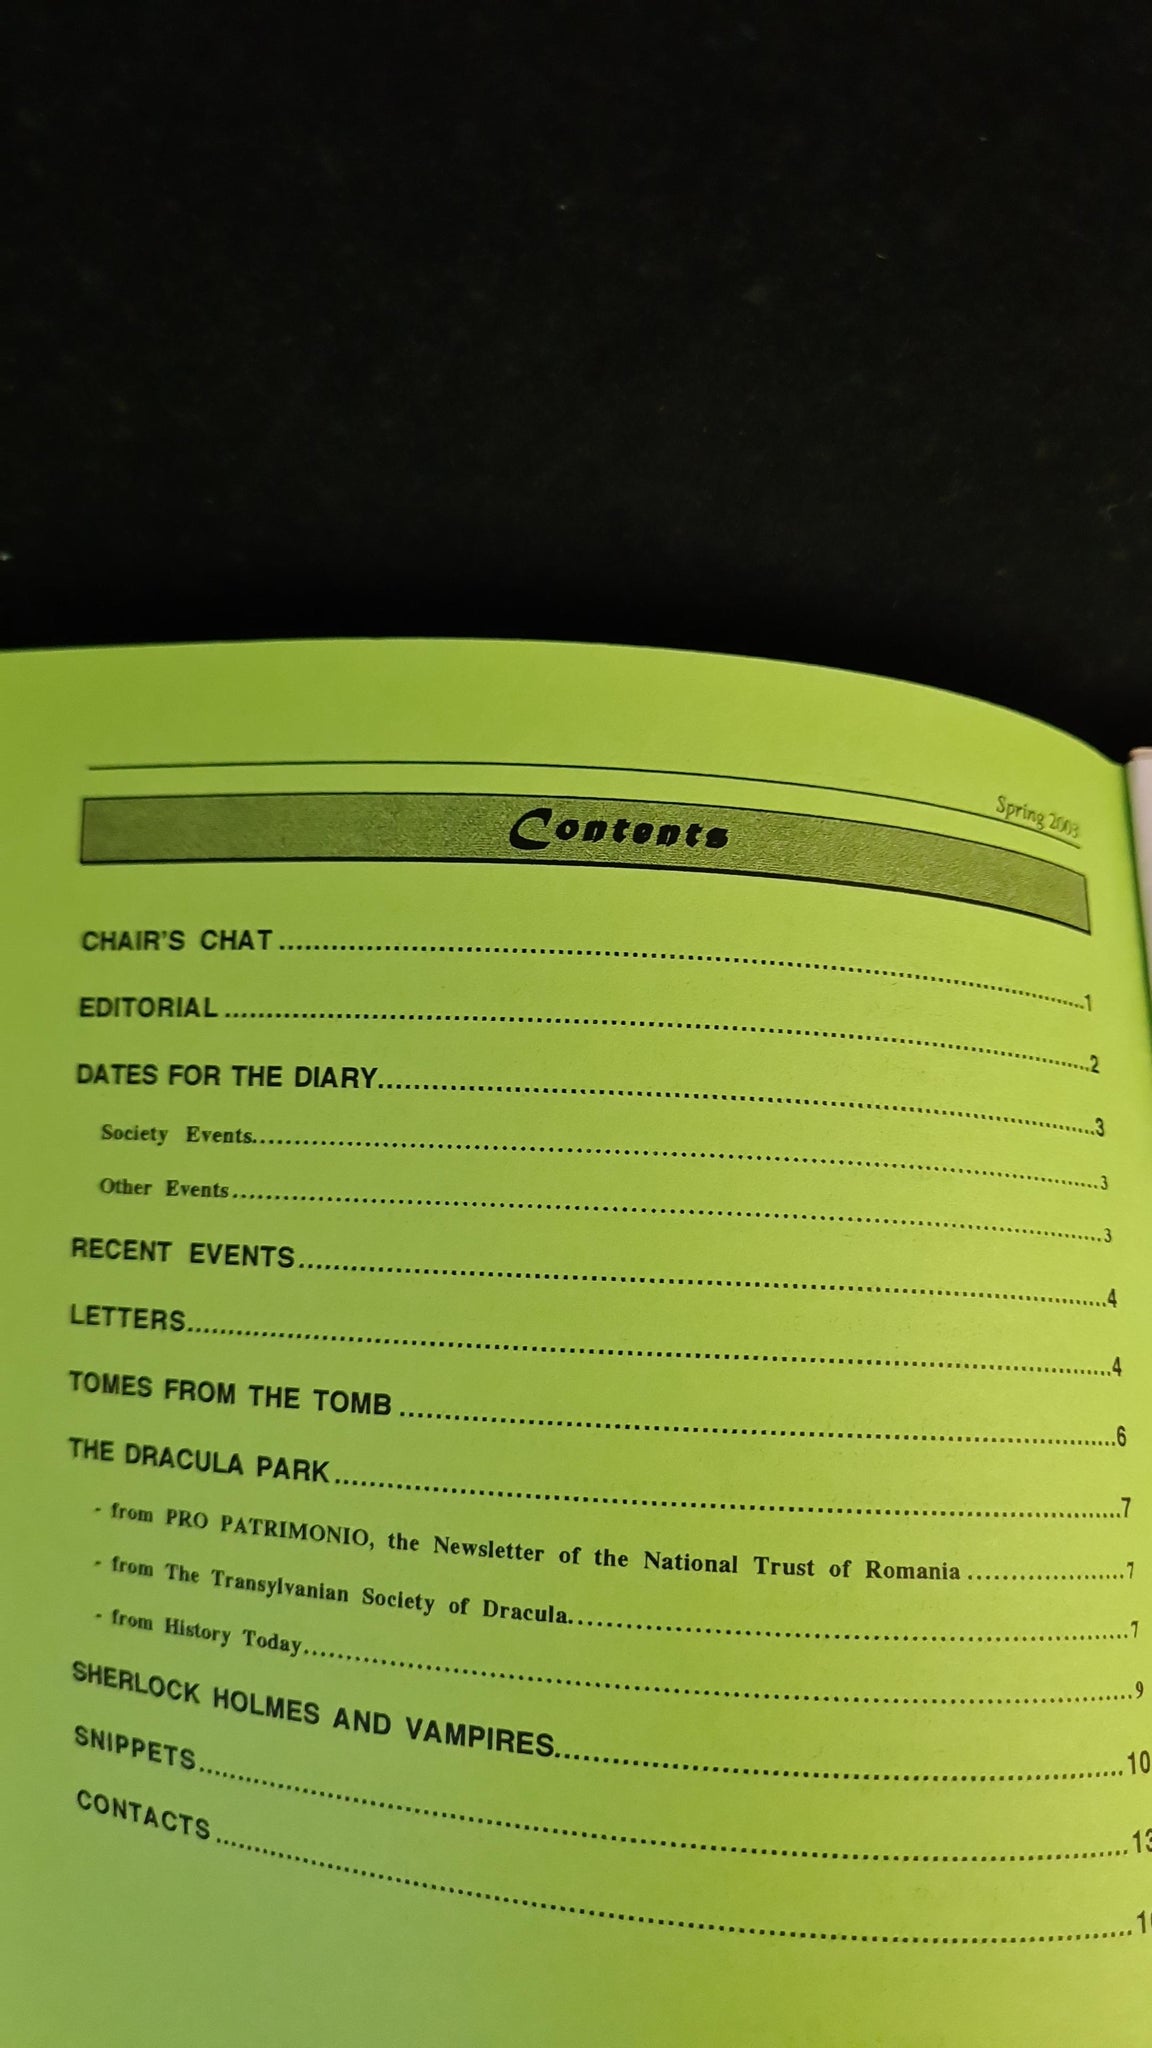 Spring 2003
Contents
CHAIR'S CHAT....................1
EDITORIAL....................2
DATES FOR THE DIARY....................3
Society Events....................3
Other Events....................3
RECENT EVENTS....................4
LETTERS....................4
TOMES FROM THE TOMB....................6
THE DRACULA PARK....................7
- from PRO PATRIMONIO, the Newsletter of the National Trust of Romania....................7
- from The Transylvanian Society of Dracula....................7
- from History Today....................9
SHERLOCK HOLMES AND VAMPIRES....................10
SNIPPETS....................13
CONTACTS....................